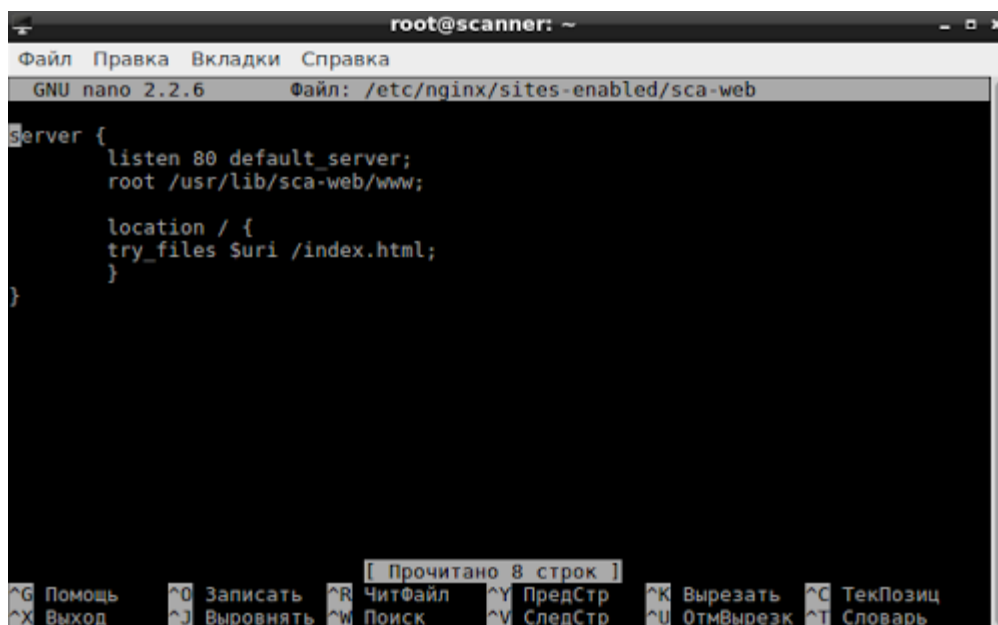 root@scanner: ~
Файл Правка Вкладки Справка
GNU nano 2.2.6 Файл: /etc/nginx/sites-enabled/sca-web
server {
listen 80 default_server;
root /usr/lib/sca-web/www;
location / {
try_files $uri /index.html;
}
}
[ Прочитано 8 строк ]
^G Помощь ^O Записать ^R ЧитФайл ^Y ПредСтр ^K Вырезать ^C ТекПозиц
^X Выход ^J Выровнять ^W Поиск ^V СледСтр ^U ОтмВырезк ^T Словарь